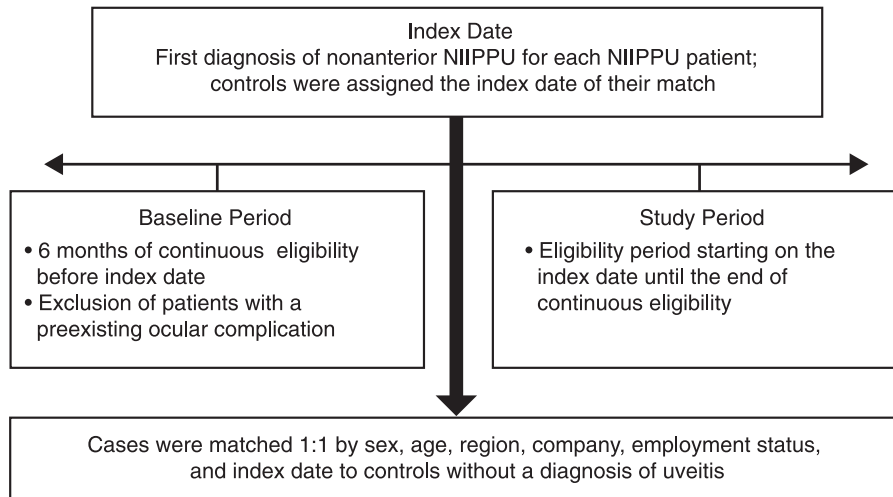 Index Date
First diagnosis of nonanterior NIIPPU for each NIIPPU patient;
controls were assigned the index date of their match
Baseline Period
• 6 months of continuous eligibility
before index date
• Exclusion of patients with a
preexisting ocular complication
Study Period
• Eligibility period starting on the
index date until the end of
continuous eligibility
Cases were matched 1:1 by sex, age, region, company, employment status,
and index date to controls without a diagnosis of uveitis